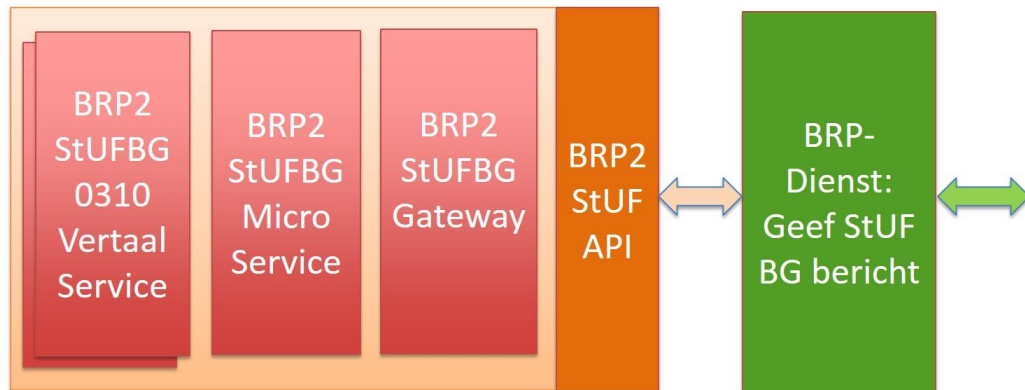 BRP2
StUFBG
0310
Vertaal
Service
BRP2
StUFBG
Micro
Service
BRP2
StUFBG
Gateway
BRP2
StUF
API
BRP-
Dienst:
Geef StUF
BG bericht